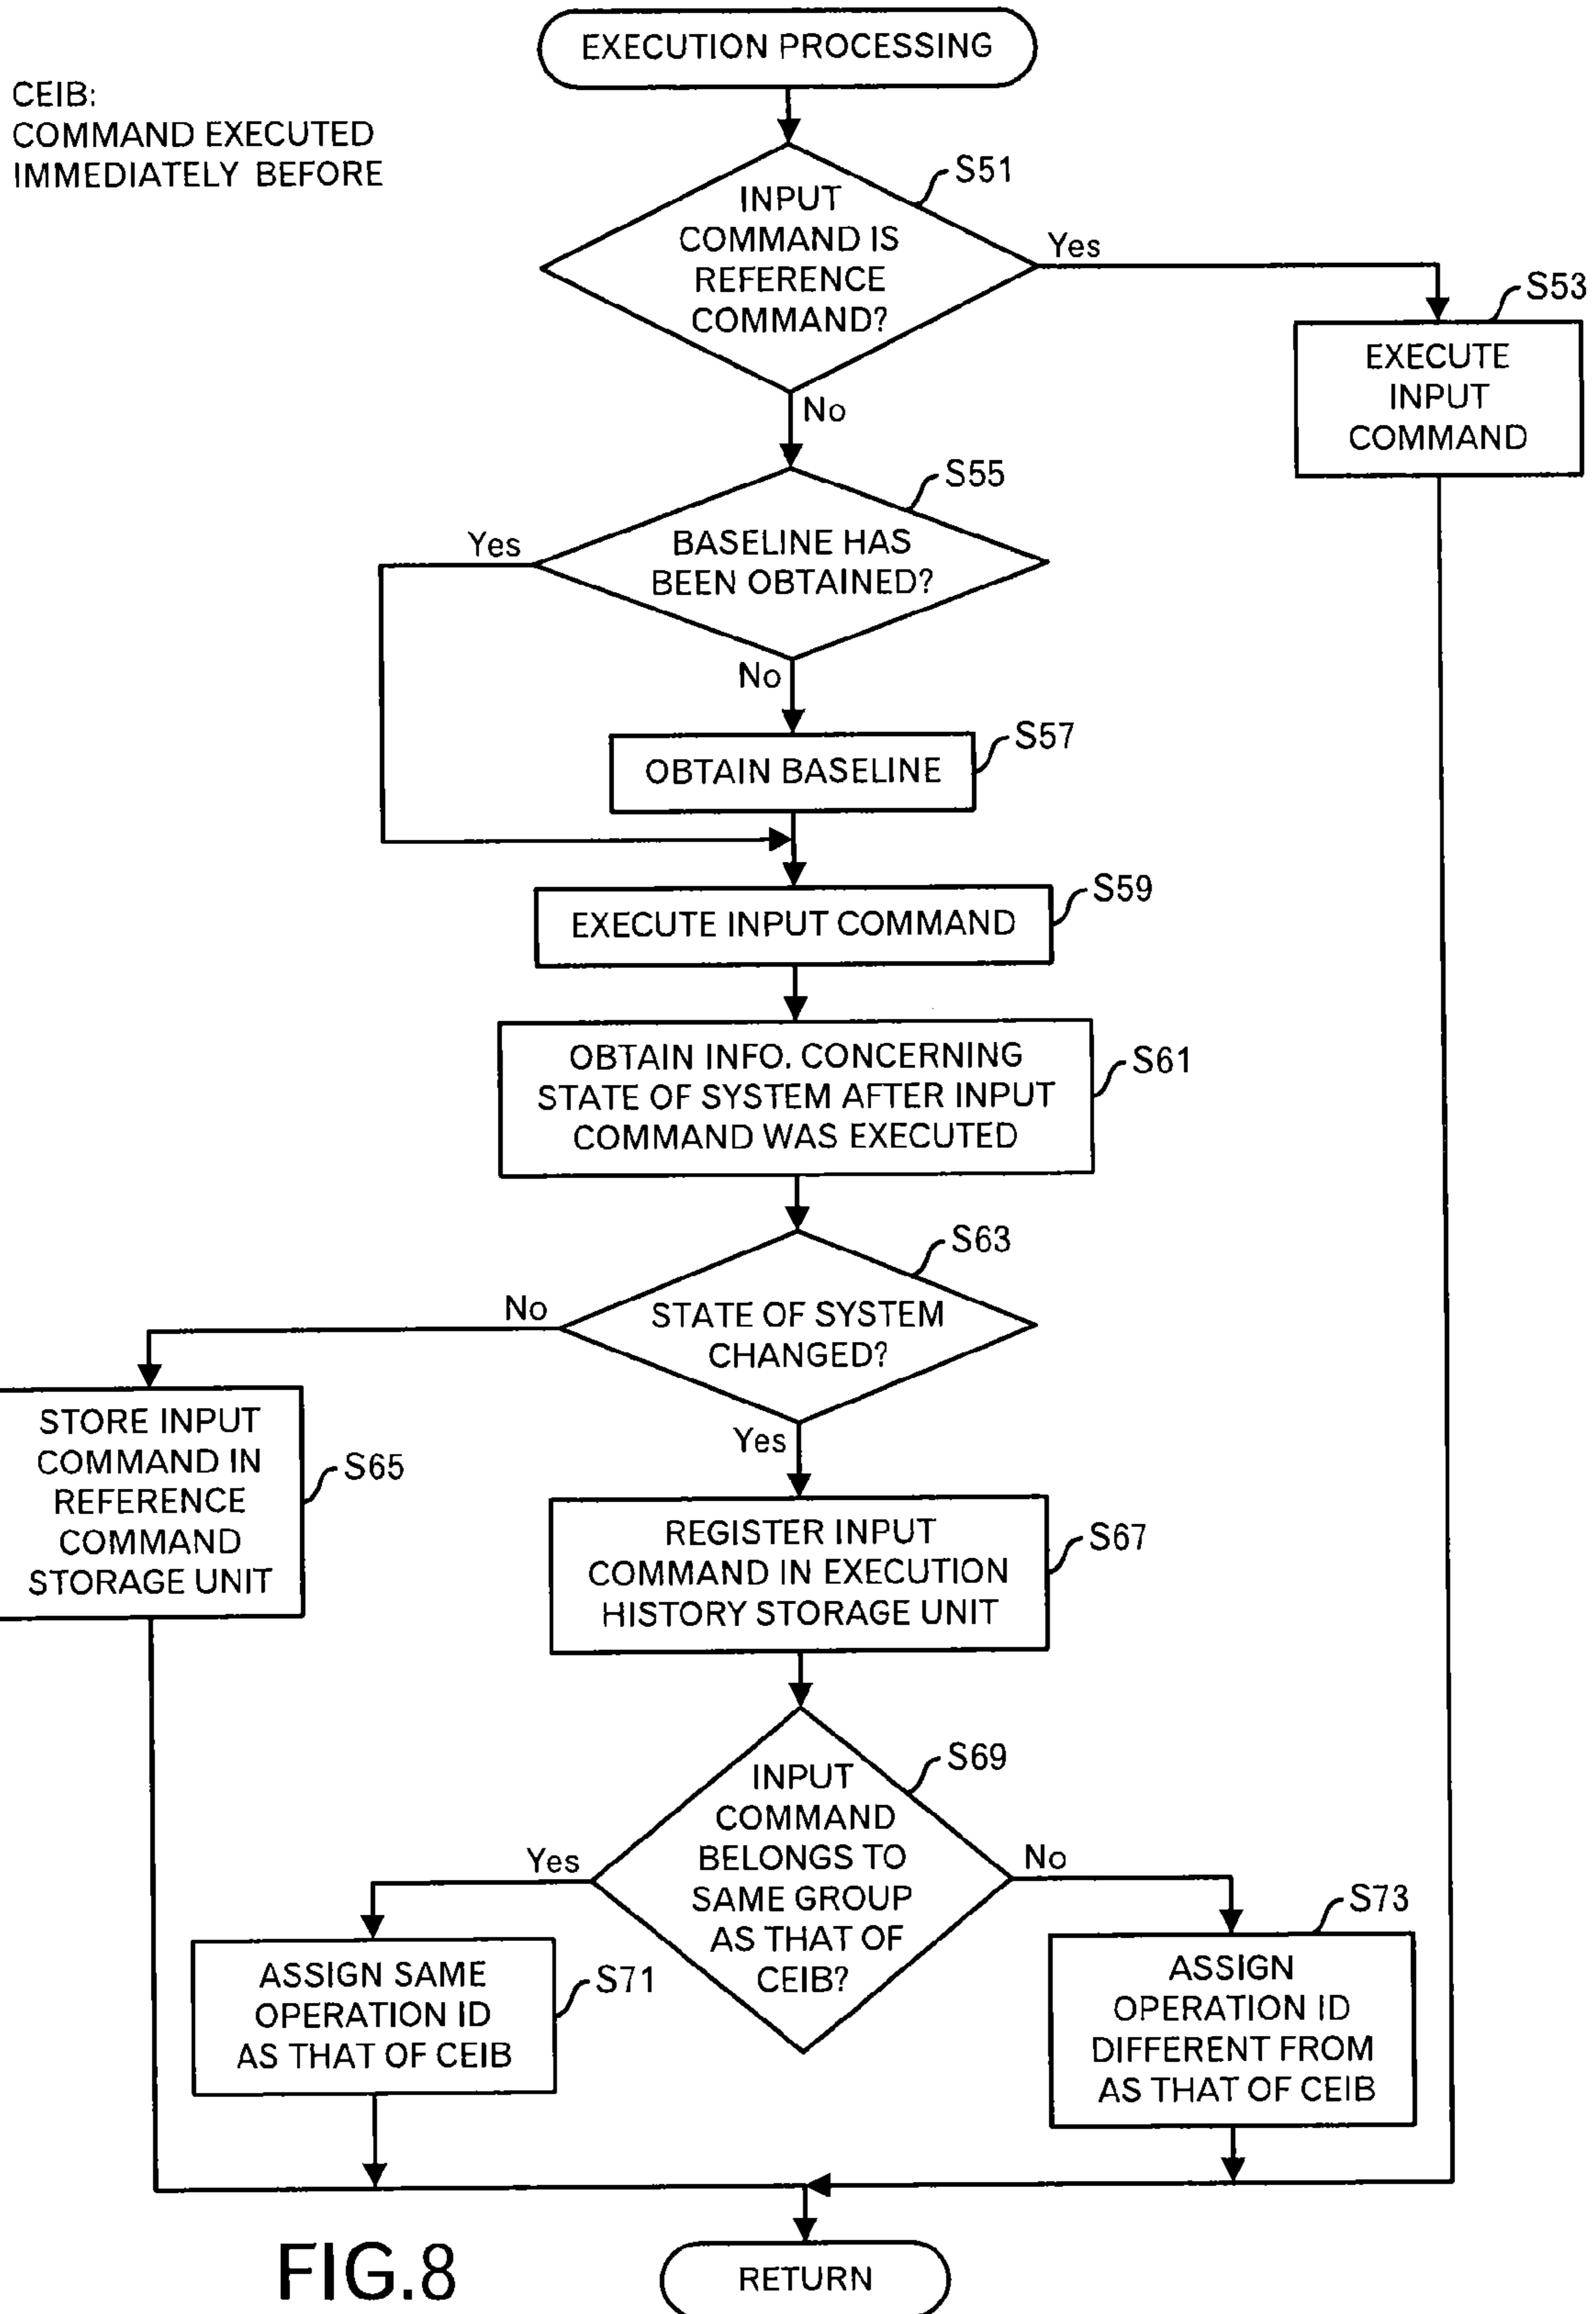 EXECUTION PROCESSING
CEIB:
COMMAND EXECUTED
IMMEDIATELY BEFORE
S51
INPUT
COMMAND IS
REFERENCE
COMMAND?
Yes
S53
EXECUTE
INPUT
COMMAND
No
S55
BASELINE HAS
BEEN OBTAINED?
Yes
No
S57
OBTAIN BASELINE
S59
EXECUTE INPUT COMMAND
S61
OBTAIN INFO. CONCERNING
STATE OF SYSTEM AFTER INPUT
COMMAND WAS EXECUTED
S63
STATE OF SYSTEM
CHANGED?
No
STORE INPUT
COMMAND IN
REFERENCE
COMMAND
STORAGE UNIT
S65
Yes
REGISTER INPUT
COMMAND IN EXECUTION
HISTORY STORAGE UNIT
S67
S69
INPUT
COMMAND
BELONGS TO
SAME GROUP
AS THAT OF
CEIB?
Yes
No
ASSIGN SAME
OPERATION ID
AS THAT OF CEIB
S71
S73
ASSIGN
OPERATION ID
DIFFERENT FROM
AS THAT OF CEIB
FIG.8
RETURN